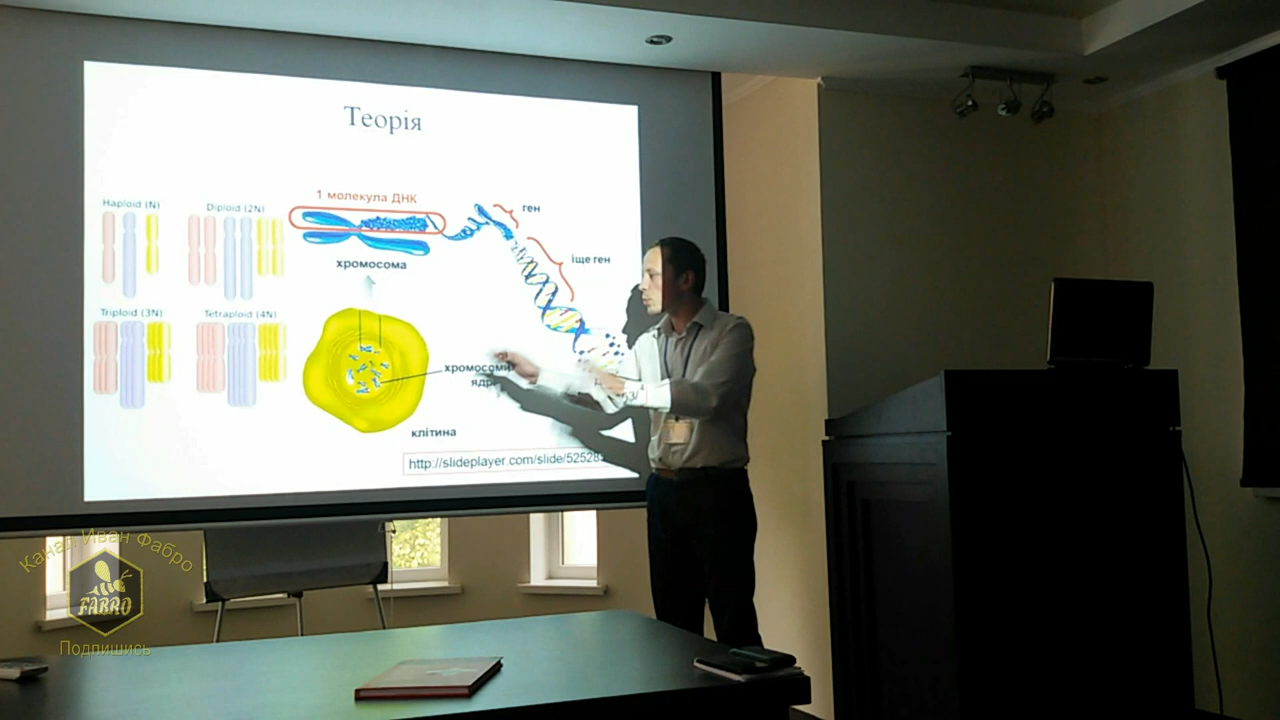 Теорія
Haploid (N)
Diploid (2N)
1 молекула ДНК
ген
іще ген
хромосома
Triploid (3N)
Tetraploid (4N)
хромосоми
ядрі
клітина
http://slideplayer.com/slide/52528
Канал Иван Фабро
FABRO
Подпишись